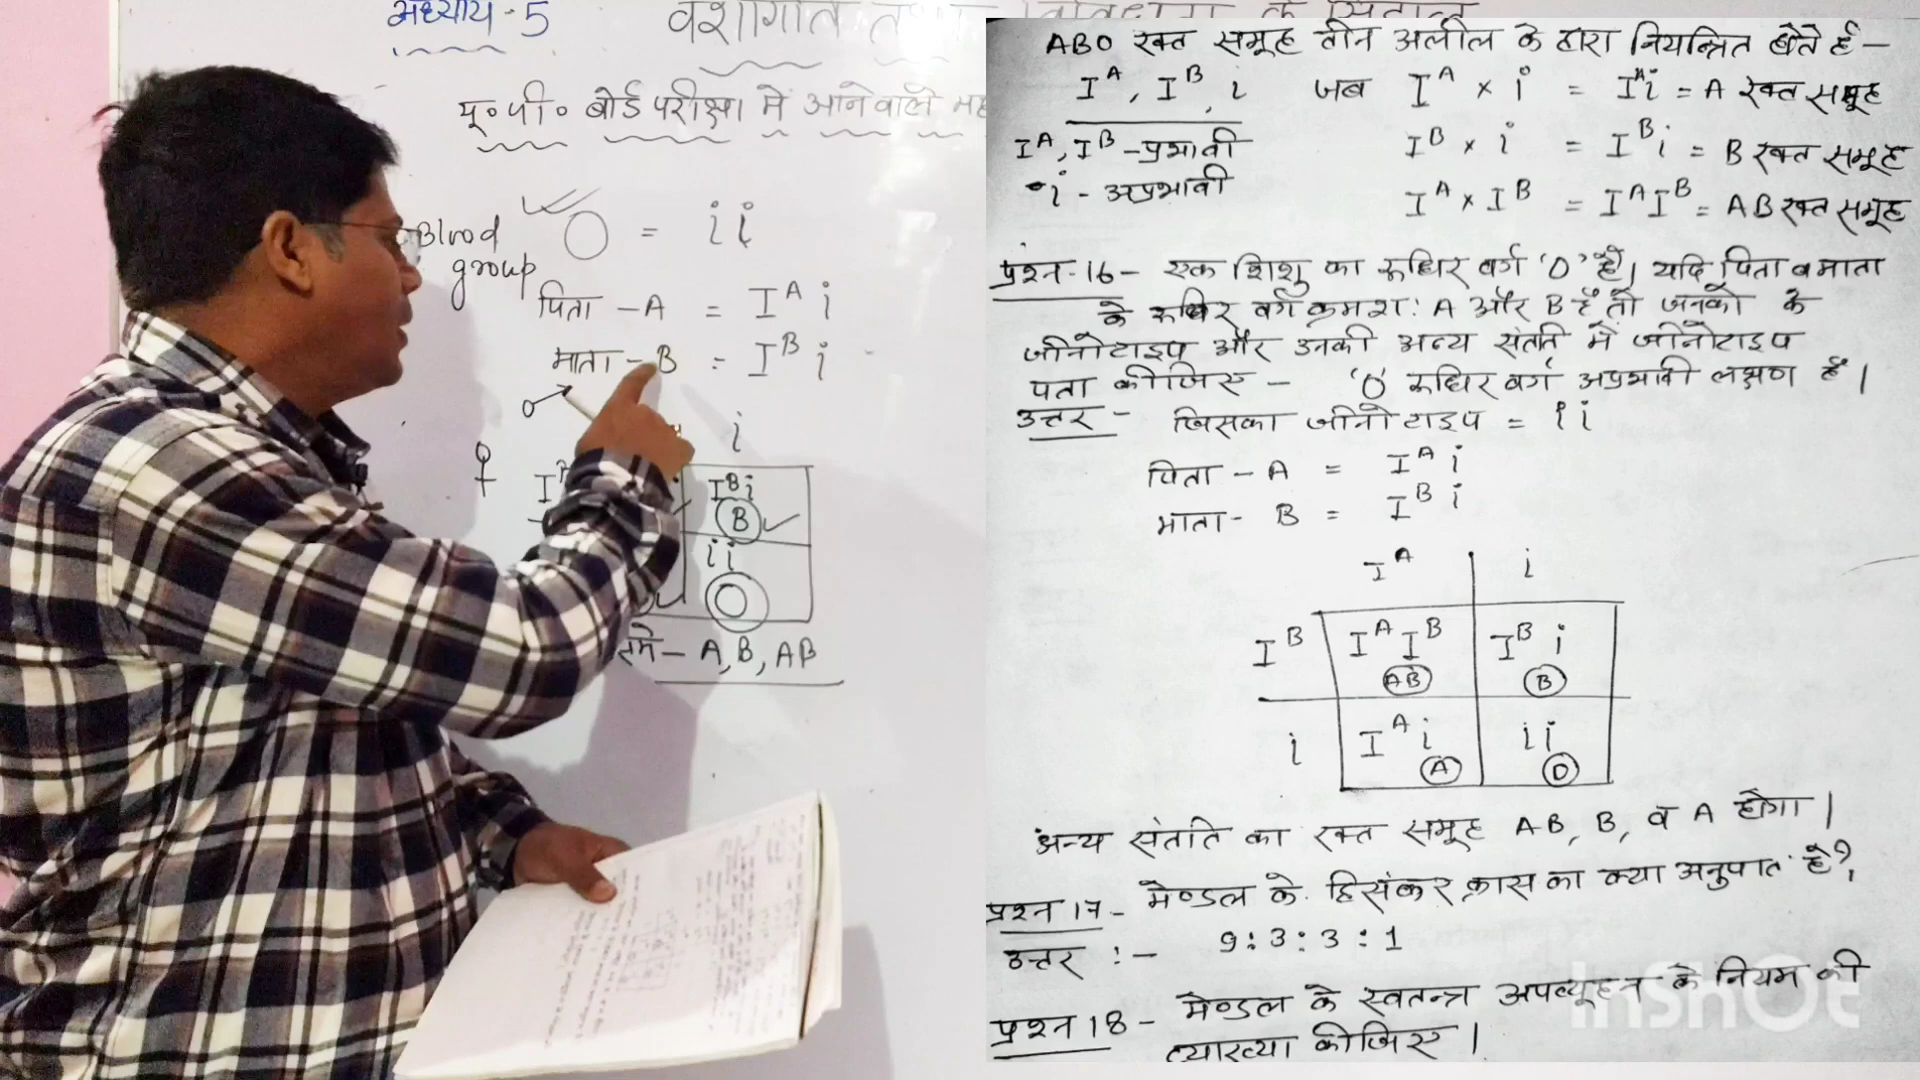 अध्याय-5
यू०पी० बोर्ड परीक्षा में आनेवाले
Blood group
O = ii
पिता - A = I^A i
माता - B = I^B i
i
I^B i
B
ii
O
A, B, AB
ABO रक्त समूह तीन अलील के द्वारा नियन्त्रित होते हैं -
I^A, I^B, i जब I^A × i = I^A i = A रक्त समूह
I^A, I^B - प्रभावी I^B × i = I^B i = B रक्त समूह
i - अप्रभावी I^A × I^B = I^A I^B = AB रक्त समूह
प्रश्न-16 - एक शिशु का रूधिर वर्ग 'O' है। यदि पिता व माता
के रूधिर वर्ग क्रमशः A और B हैं तो जनकों के
जीनोटाइप और उनकी अन्य संतति में जीनोटाइप
पता कीजिए - 'O' रूधिर वर्ग अप्रभावी लक्षण है।
उत्तर - जिसका जीनोटाइप = ii
पिता - A = I^A i
माता - B = I^B i
I^A i
I^B I^A I^B I^B i
AB B
i I^A i ii
A O
अन्य संतति का रक्त समूह AB, B, व A होगा।
प्रश्न 17 - मेण्डल के द्विसंकर क्रास का क्या अनुपात है?
उत्तर :- 9:3:3:1
प्रश्न 18 - मेण्डल के स्वतन्त्र अपव्यूहन के नियम की
व्याख्या कीजिए।
InShOt